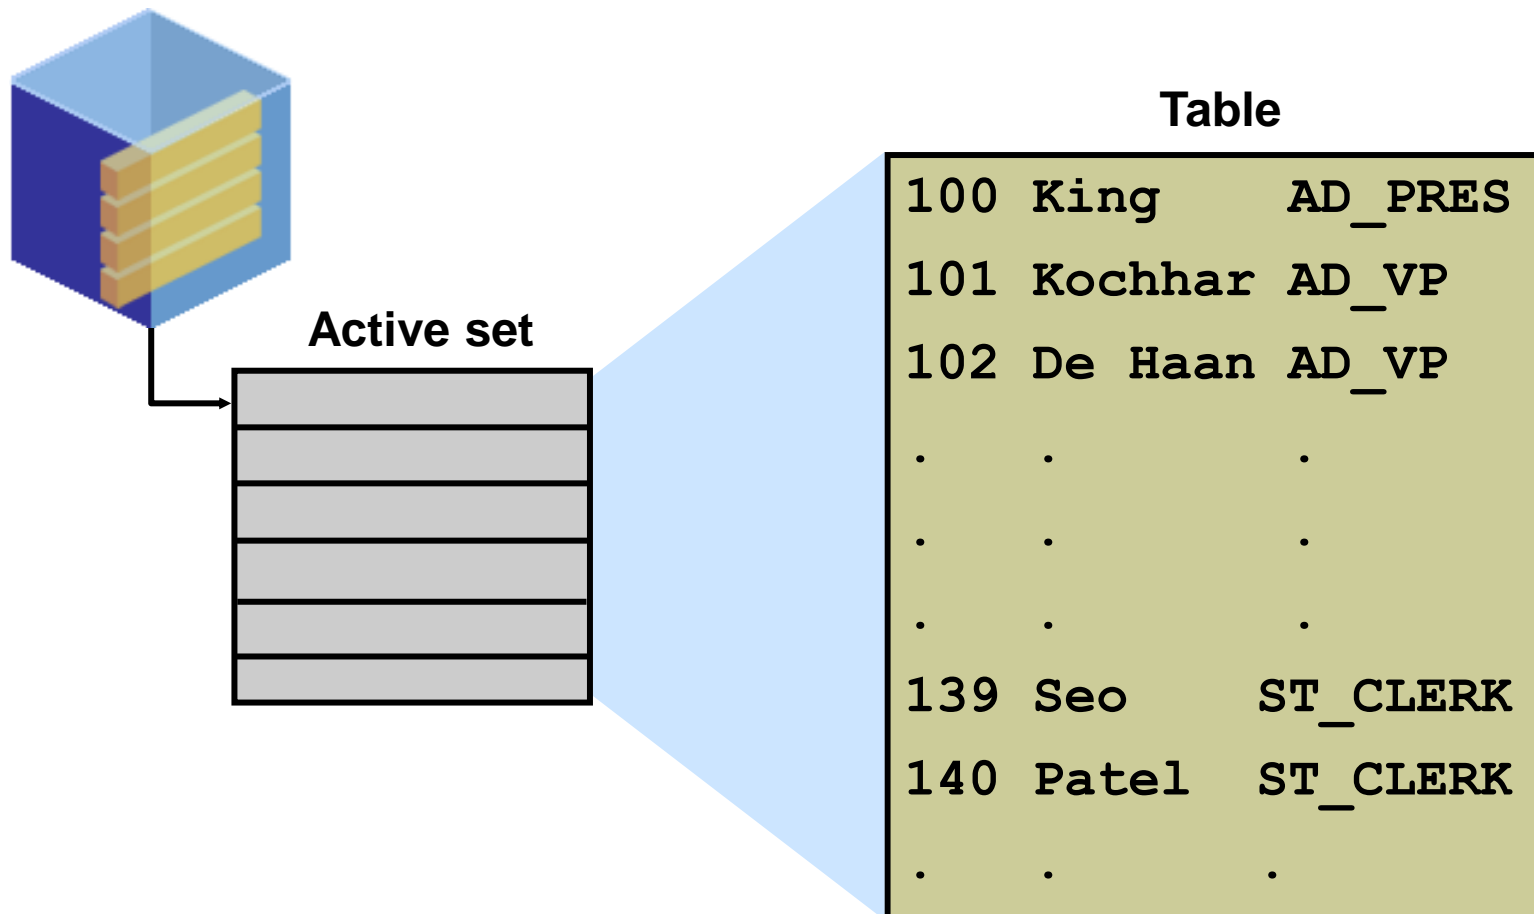 Table
100 King AD_PRES
101 Kochhar AD_VP
102 De Haan AD_VP
. . .
. . .
. . .
139 Seo ST_CLERK
140 Patel ST_CLERK
. . .
Active set